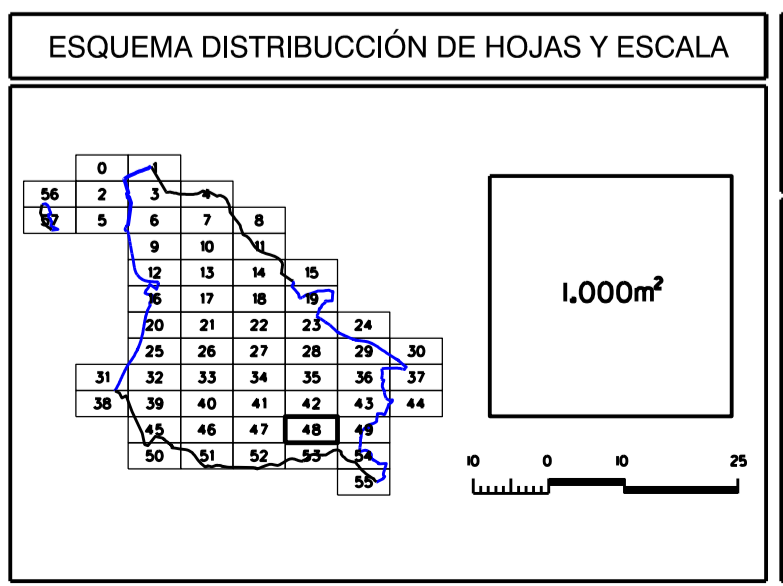 ESQUEMA DISTRIBUCCIÓN DE HOJAS Y ESCALA
0 1
56 2 3 4
57 5 6 7 8
9 10 11
12 13 14 15
16 17 18 19
20 21 22 23 24
25 26 27 28 29 30
31 32 33 34 35 36 37
38 39 40 41 42 43 44
45 46 47 48 49
50 51 52 53 54
55
1.000m²
10 0 10 25